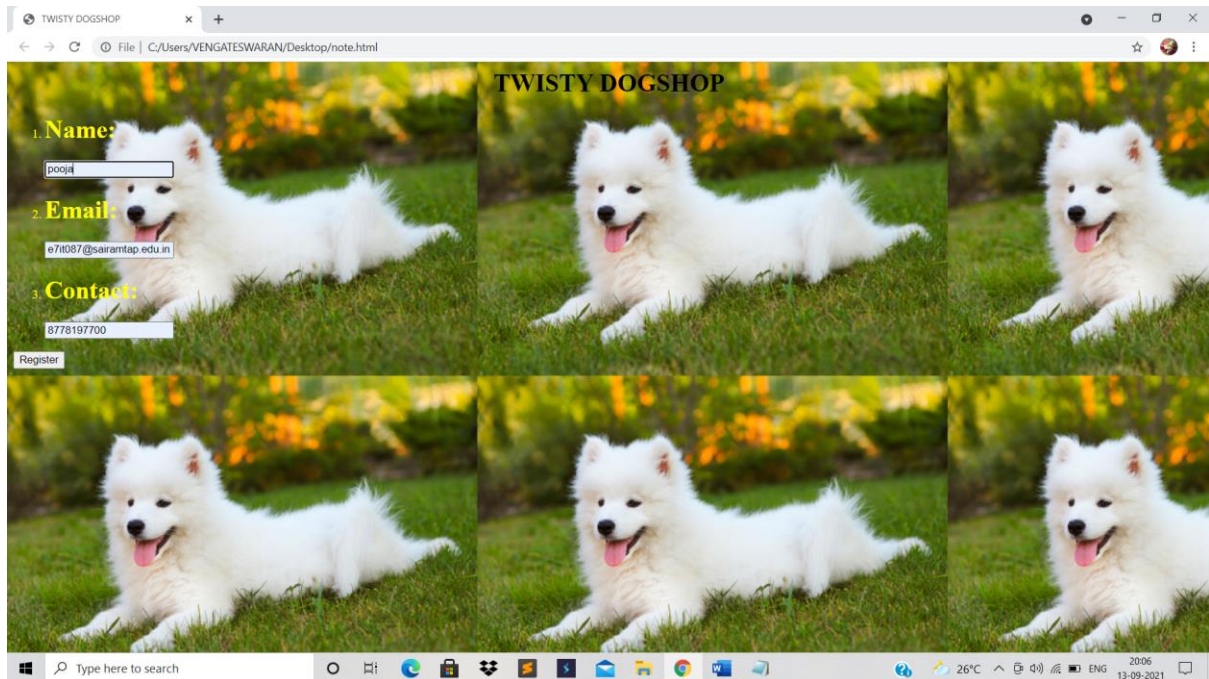 TWISTY DOGSHOP
File | C:/Users/VENGATESWARAN/Desktop/note.html
TWISTY DOGSHOP
1. Name:
pooja
2. Email:
e7it087@sairamtap.edu.in
3. Contact:
8778197700
Register
Type here to search
26°C
ENG
20:06
13-09-2021